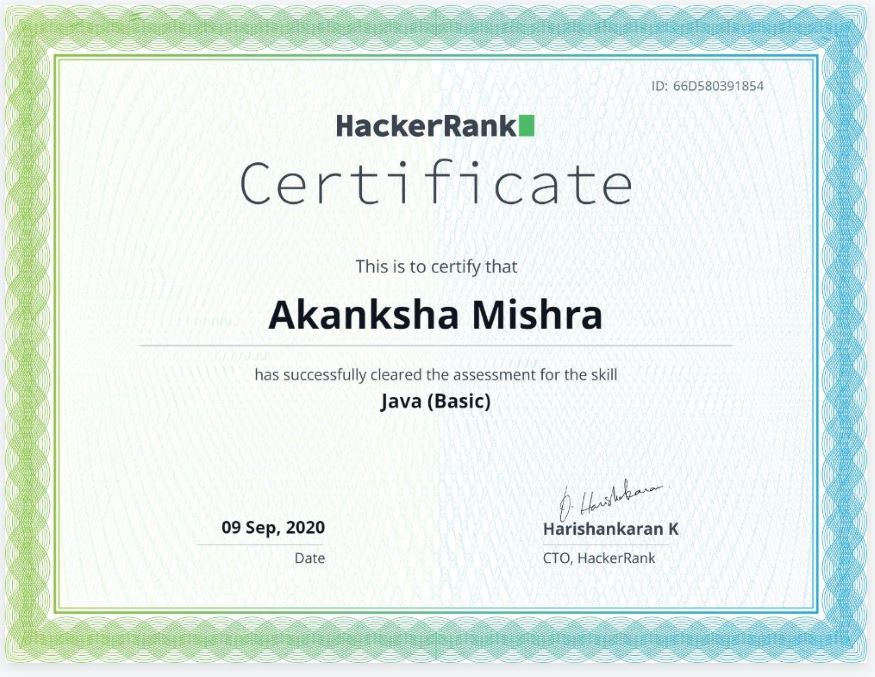 ID: 66D580391854
HackerRank
Certificate
This is to certify that
Akanksha Mishra
has successfully cleared the assessment for the skill
Java (Basic)
09 Sep, 2020
Date
D. Harishankaran
Harishankaran K
CTO, HackerRank